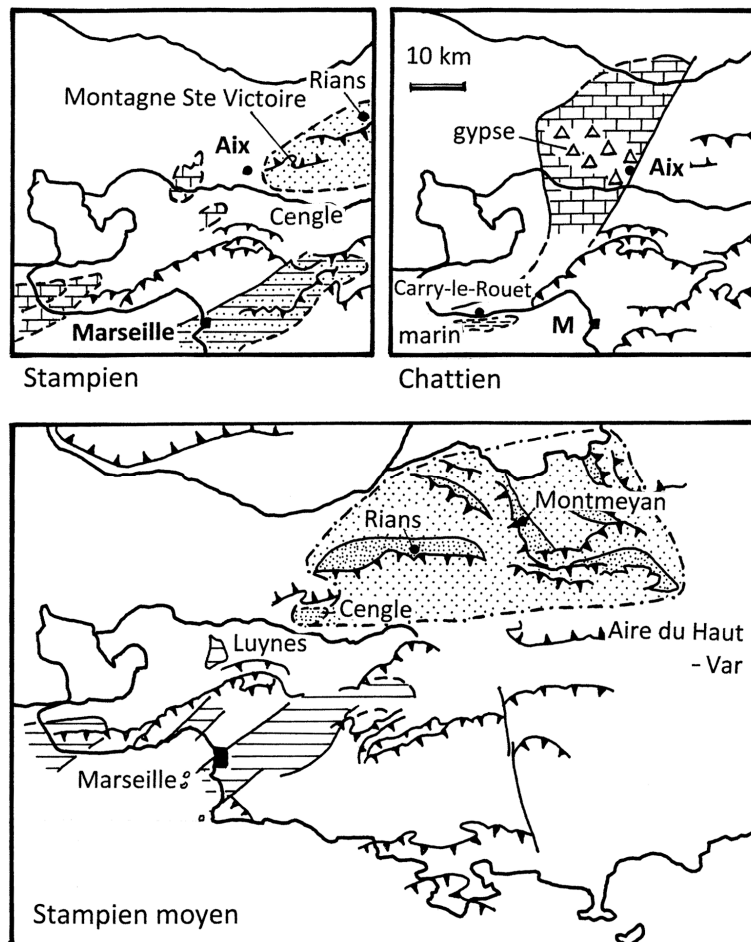 Rians
Montagne Ste Victoire
Aix
Cengle
Marseille
Stampien
10 km
gypse
Aix
Carry-le-Rouet
marin
M
Chattien
Montmeyan
Rians
Cengle
Luynes
Aire du Haut
- Var
Marseille
Stampien moyen